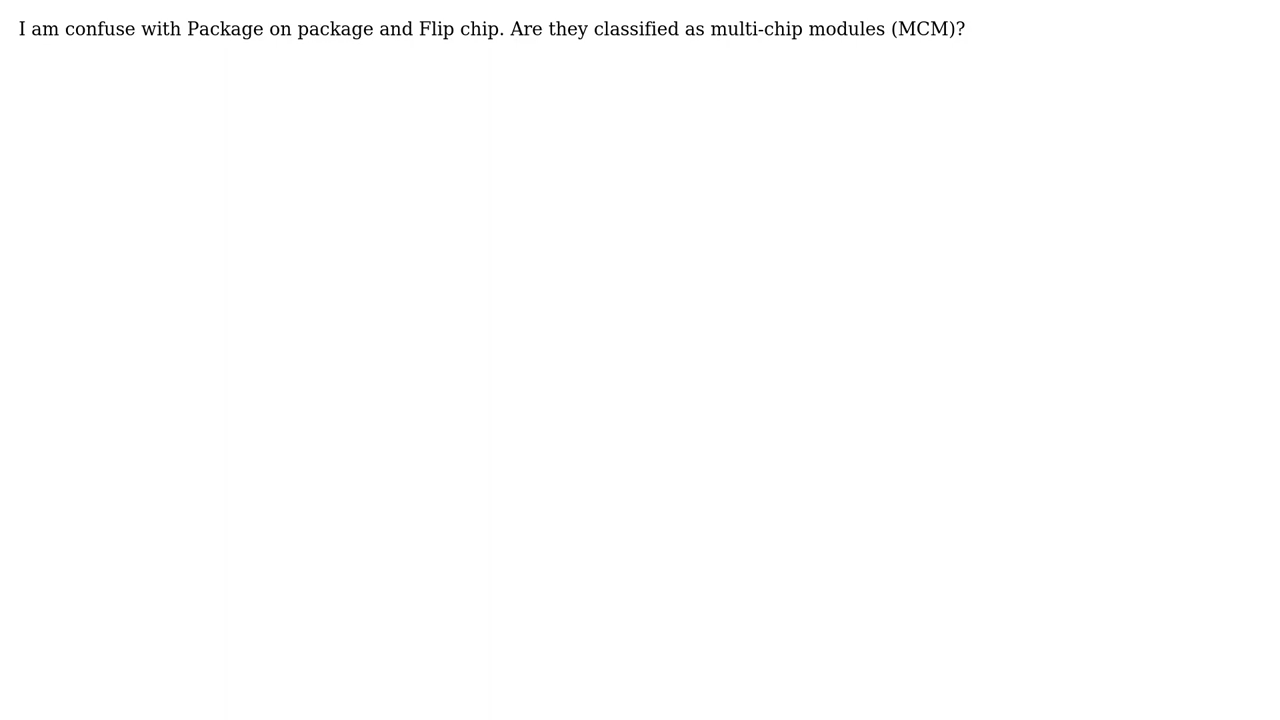 I am confuse with Package on package and Flip chip. Are they classified as multi-chip modules (MCM)?